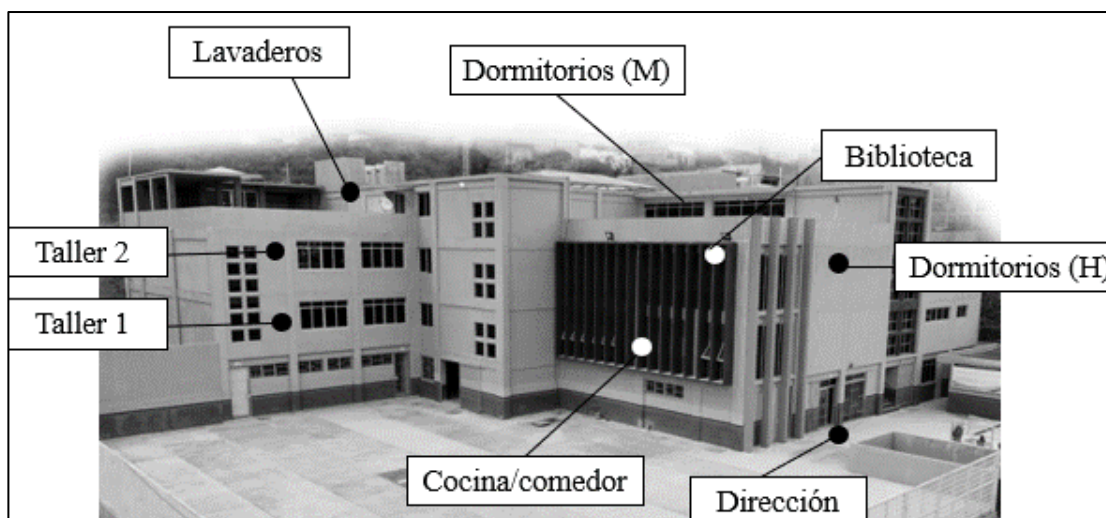 Lavaderos
Dormitorios (M)
Biblioteca
Taller 2
Dormitorios (H)
Taller 1
Cocina/comedor
Dirección